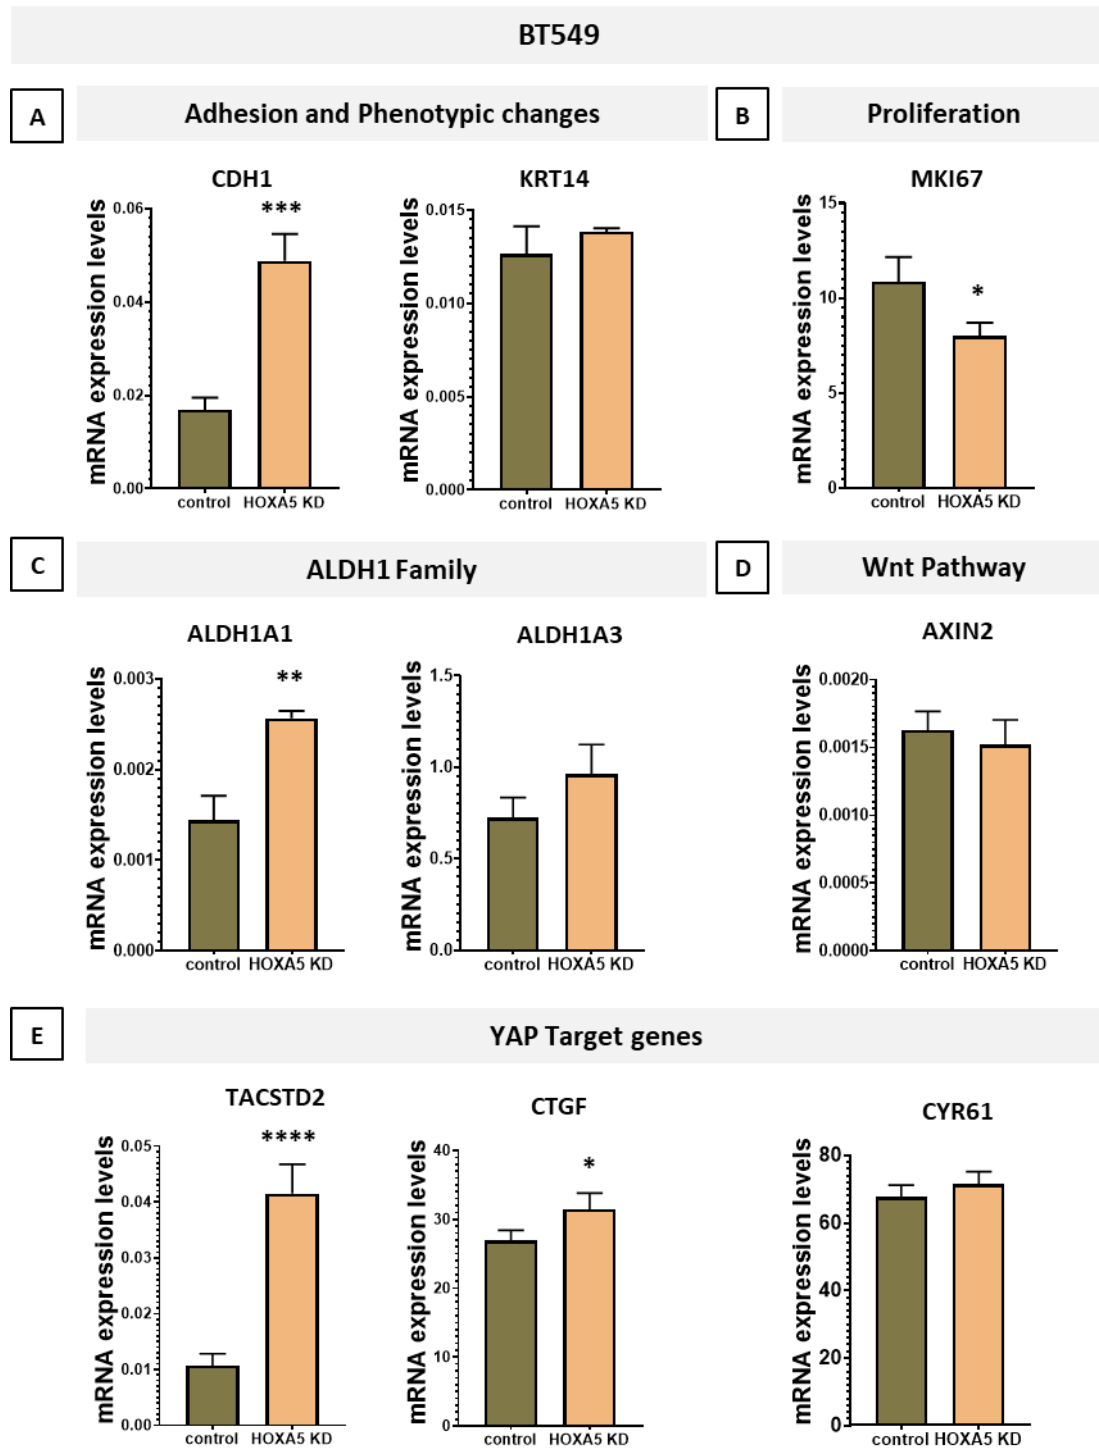 BT549
A
Adhesion and Phenotypic changes
B
Proliferation
CDH1
***
mRNA expression levels
0.06
0.04
0.02
0.00
control HOXA5 KD
KRT14
mRNA expression levels
0.015
0.010
0.005
0.000
control HOXA5 KD
MKI67
*
mRNA expression levels
15
10
5
0
control HOXA5 KD
C
ALDH1 Family
D
Wnt Pathway
ALDH1A1
**
mRNA expression levels
0.003
0.002
0.001
0.000
control HOXA5 KD
ALDH1A3
mRNA expression levels
1.5
1.0
0.5
0.0
control HOXA5 KD
AXIN2
mRNA expression levels
0.0020
0.0015
0.0010
0.0005
0.0000
control HOXA5 KD
E
YAP Target genes
TACSTD2
****
mRNA expression levels
0.05
0.04
0.03
0.02
0.01
0.00
control HOXA5 KD
CTGF
*
mRNA expression levels
40
30
20
10
0
control HOXA5 KD
CYR61
mRNA expression levels
80
60
40
20
0
control HOXA5 KD